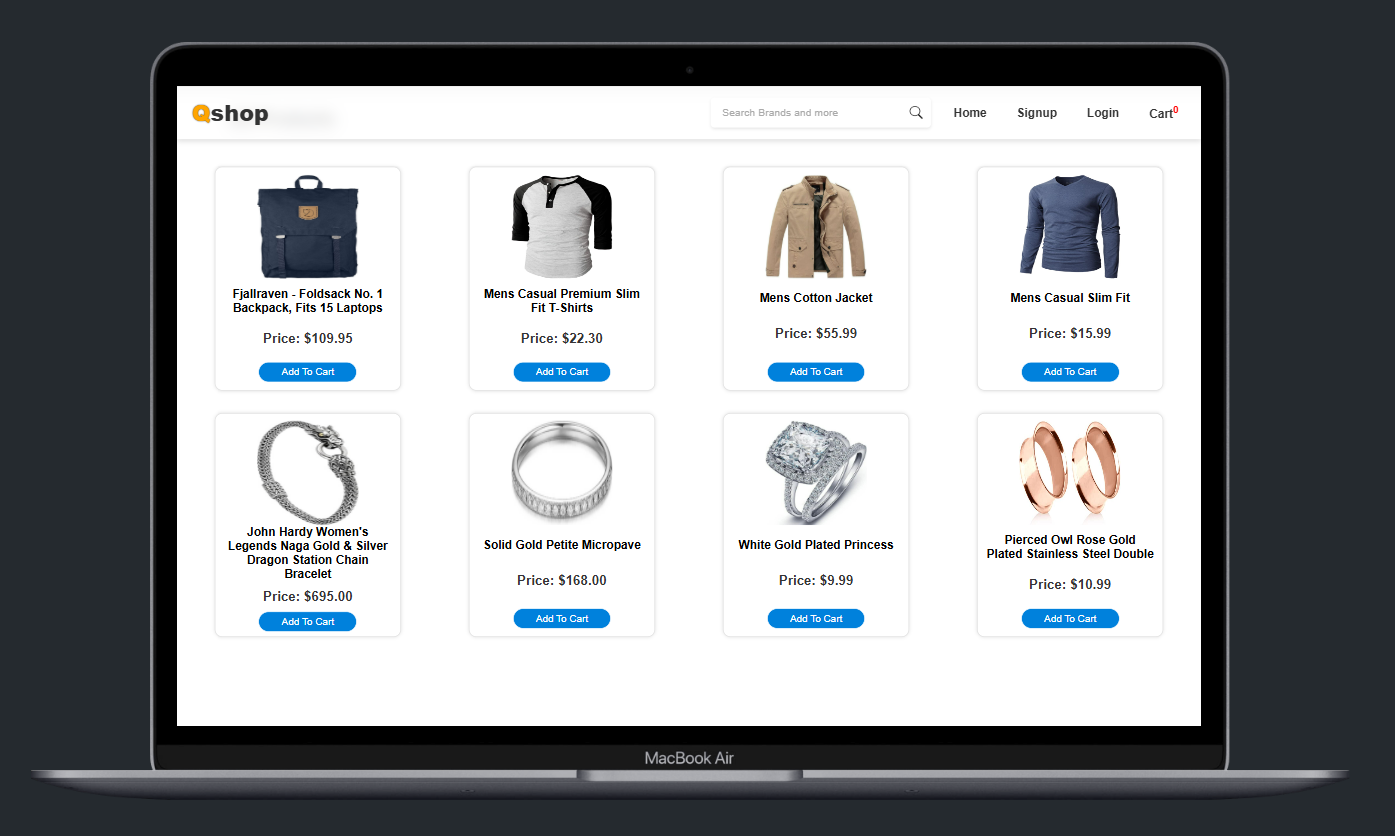 Qshop
Search Brands and more
Home
Signup
Login
Cart0
Fjallraven - Foldsack No. 1
Backpack, Fits 15 Laptops
Price: $109.95
Add To Cart
Mens Casual Premium Slim
Fit T-Shirts
Price: $22.30
Add To Cart
Mens Cotton Jacket
Price: $55.99
Add To Cart
Mens Casual Slim Fit
Price: $15.99
Add To Cart
John Hardy Women's
Legends Naga Gold & Silver
Dragon Station Chain
Bracelet
Price: $695.00
Add To Cart
Solid Gold Petite Micropave
Price: $168.00
Add To Cart
White Gold Plated Princess
Price: $9.99
Add To Cart
Pierced Owl Rose Gold
Plated Stainless Steel Double
Price: $10.99
Add To Cart
MacBook Air